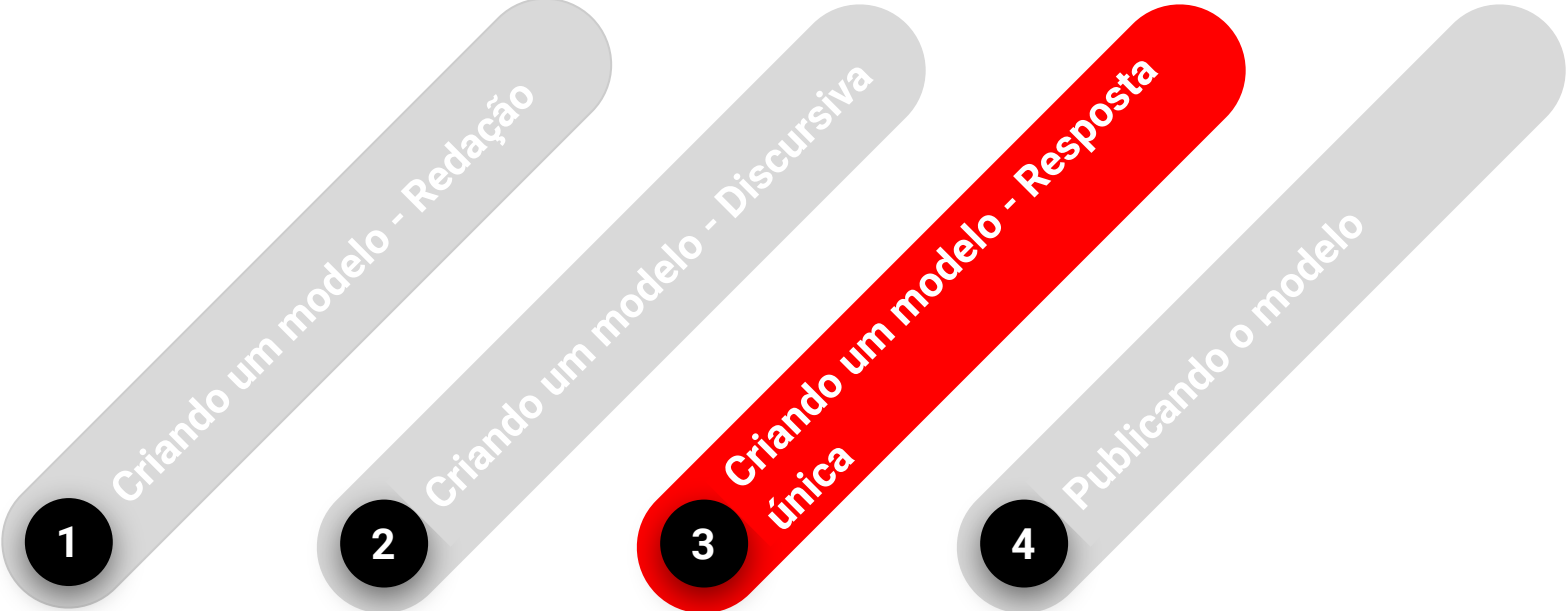 1
Criando um modelo - Redação
2
Criando um modelo - Discursiva
3
Criando um modelo - Resposta
única
4
Publicando o modelo